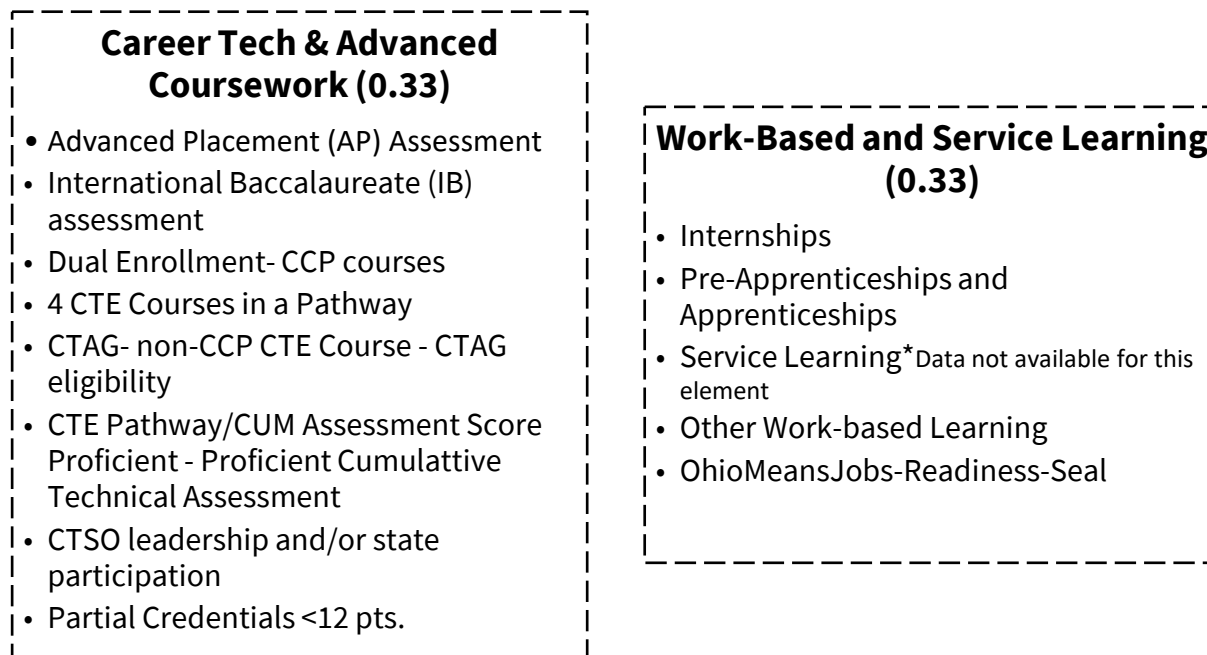 Career Tech & Advanced
Coursework (0.33)
• Advanced Placement (AP) Assessment
• International Baccalaureate (IB)
assessment
• Dual Enrollment- CCP courses
• 4 CTE Courses in a Pathway
• CTAG- non-CCP CTE Course - CTAG
eligibility
• CTE Pathway/CUM Assessment Score
Proficient - Proficient Cumulattive
Technical Assessment
• CTSO leadership and/or state
participation
• Partial Credentials <12 pts.
Work-Based and Service Learning
(0.33)
• Internships
• Pre-Apprenticeships and
Apprenticeships
• Service Learning*Data not available for this
element
• Other Work-based Learning
• OhioMeansJobs-Readiness-Seal